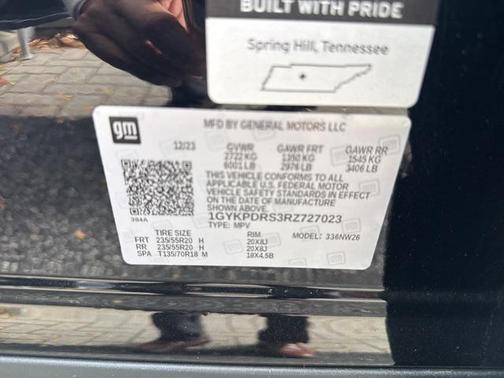 BUILT WITH PRIDE
Spring Hill, Tennessee
gm
MFD BY GENERAL MOTORS LLC
12/23 GVWR GAWR FRT GAWR RR
2722 KG 1350 KG 1545 KG
6001 LB 2976 LB 3406 LB
THIS VEHICLE CONFORMS TO ALL
APPLICABLE U.S. FEDERAL MOTOR
VEHICLE SAFETY STANDARDS IN EFFECT
ON THE DATE OF MANUFACTURE
SHOWN ABOVE.
1GYKPDRS3RZ727023
384A TYPE: MPV
TIRE SIZE RIM MODEL: 336NW26
FRT 235/55R20 H 20X8J
RR 235/55R20 H 20X8J
SPA T135/70R18 M 18X4.5B